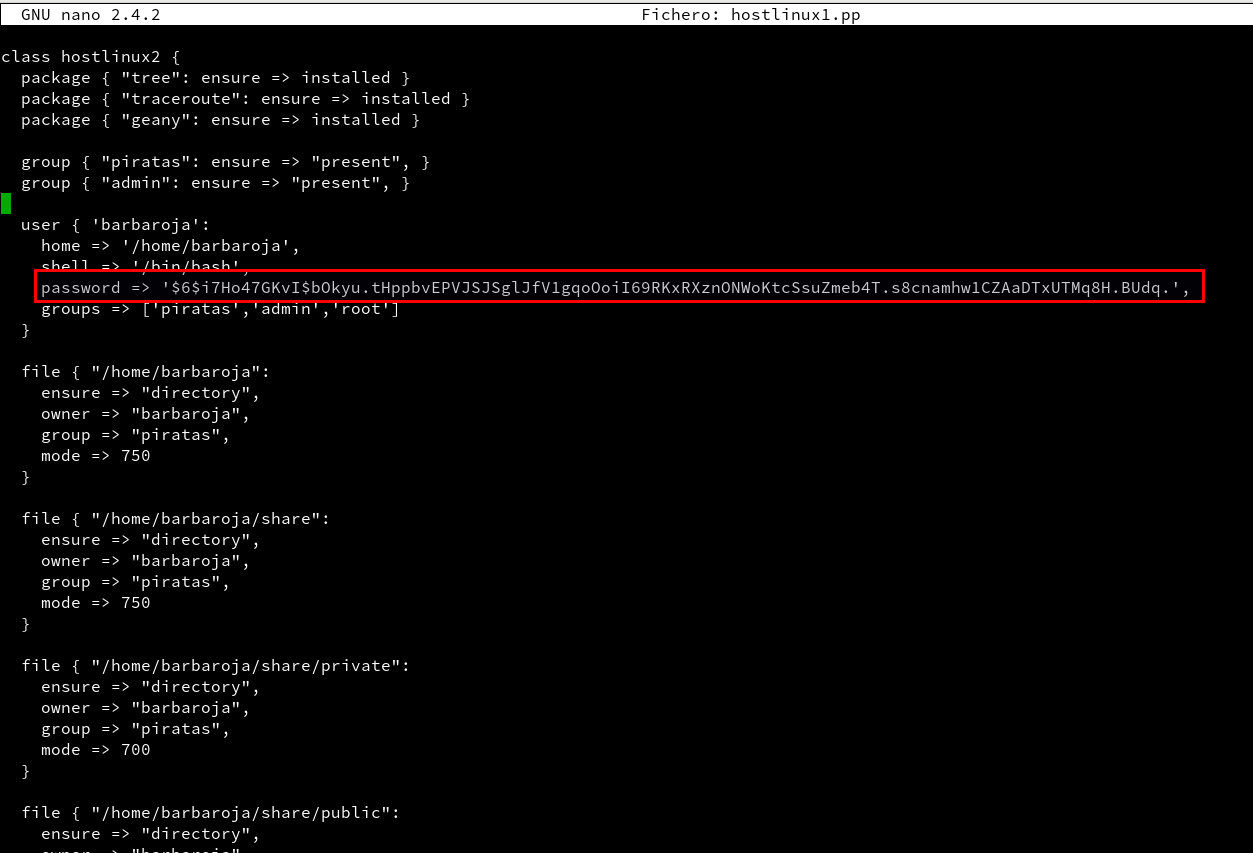 GNU nano 2.4.2 Fichero: hostlinux1.pp
class hostlinux2 {
package { "tree": ensure => installed }
package { "traceroute": ensure => installed }
package { "geany": ensure => installed }
group { "piratas": ensure => "present", }
group { "admin": ensure => "present", }
user { 'barbaroja':
home => '/home/barbaroja',
shell => '/bin/bash',
password => '$6$i7Ho47GKvI$bOkyu.tHppbvEPVJSJSglJfV1gqoOoiI69RKxRXznONWoKtcSsuZmeb4T.s8cnamhw1CZAaDTxUTMq8H.BUdq.',
groups => ['piratas','admin','root']
}
file { "/home/barbaroja":
ensure => "directory",
owner => "barbaroja",
group => "piratas",
mode => 750
}
file { "/home/barbaroja/share":
ensure => "directory",
owner => "barbaroja",
group => "piratas",
mode => 750
}
file { "/home/barbaroja/share/private":
ensure => "directory",
owner => "barbaroja",
group => "piratas",
mode => 700
}
file { "/home/barbaroja/share/public":
ensure => "directory",